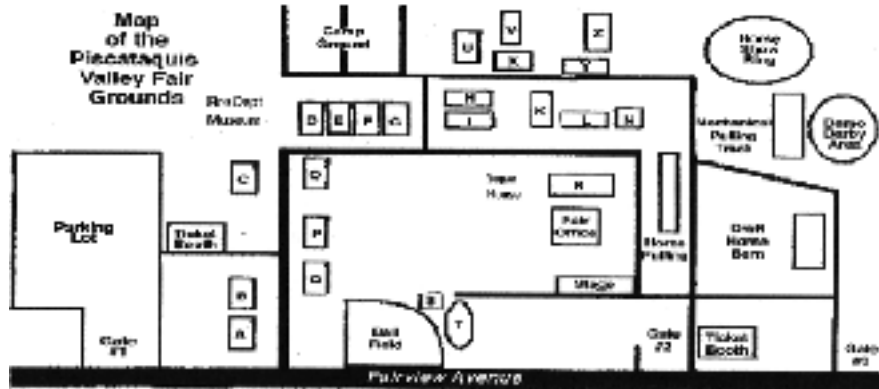 Map
of the
Piscataquis
Valley Fair
Grounds
Camp
Ground
V
Z
U
X
Y
Horse
Show
Ring
Fire Dept
Museum
D
E
F
G
H
I
K
L
N
Mechanical
Pulling
Track
Demo
Derby
Area
C
R
House
Fair
Office
Parking
Lot
Ticket
Booth
P
Horse
Pulling
Draft
Horse
Barn
B
A
Stage
S
T
Ball
Field
Gate
#1
Gate
#2
Ticket
Booth
Gate
Fairview Avenue